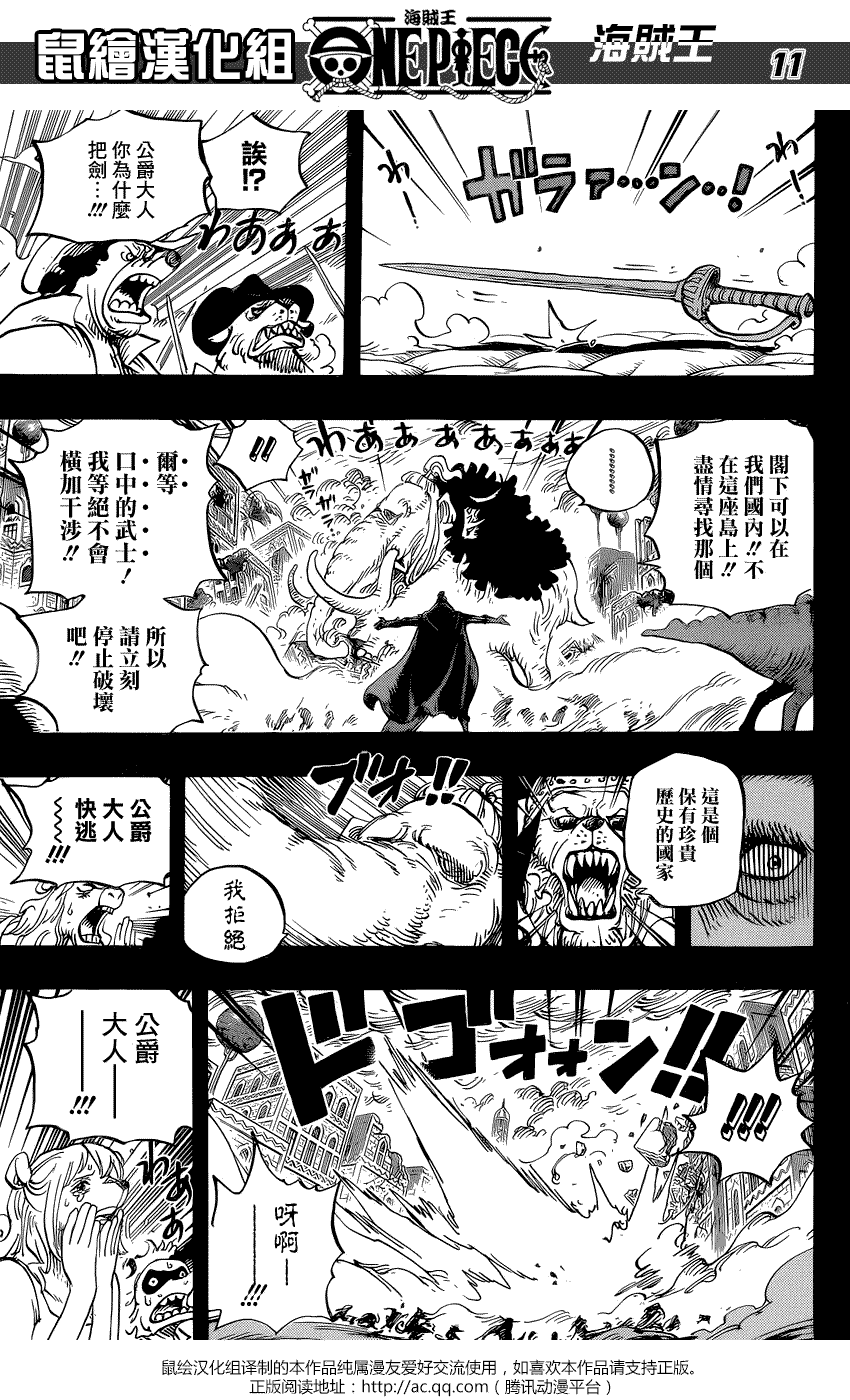 鼠繪漢化組
海賊王
ONE PIECE
海賊王
11
ガラァ…ン…!
わ
わ
誒!?
公爵大人
你為什麼
把劍…!!!
わあぁぁぁ
閣下可以在
我們國內!!不
在這座島上!!
盡情尋找那個
…………
わあぁぁぁぁぁぁ
!!
爾等
口中的武士!
我等絕不會
橫加干涉!!
所以
請立刻
停止破壞
吧!!
這是個
保有珍貴
歷史的國家
ブオ!!
我拒絕
公爵
大人
快逃
~~~!!!
ドゴォォン!!
!!!!
呀啊——
!!!!
公爵
大人——
——!!!!
わあぁ
鼠绘汉化组译制的本作品纯属漫友爱好交流使用，如喜欢本作品请支持正版。
正版阅读地址：http://ac.qq.com（腾讯动漫平台）